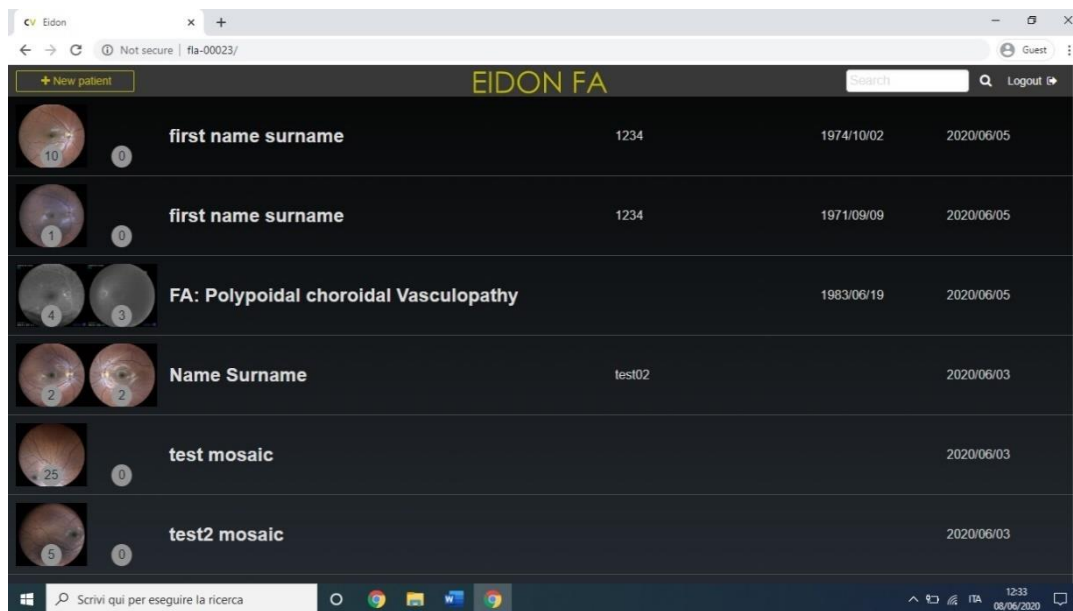 CV Eidon
Not secure | fla-00023/
Guest
+ New patient
EIDON FA
Search
Logout
10
0
first name surname
1234
1974/10/02
2020/06/05
1
0
first name surname
1234
1971/09/09
2020/06/05
4
3
FA: Polypoidal choroidal Vasculopathy
1983/06/19
2020/06/05
2
2
Name Surname
test02
2020/06/03
25
0
test mosaic
2020/06/03
5
0
test2 mosaic
2020/06/03
Scrivi qui per eseguire la ricerca
ITA
12:33
08/06/2020